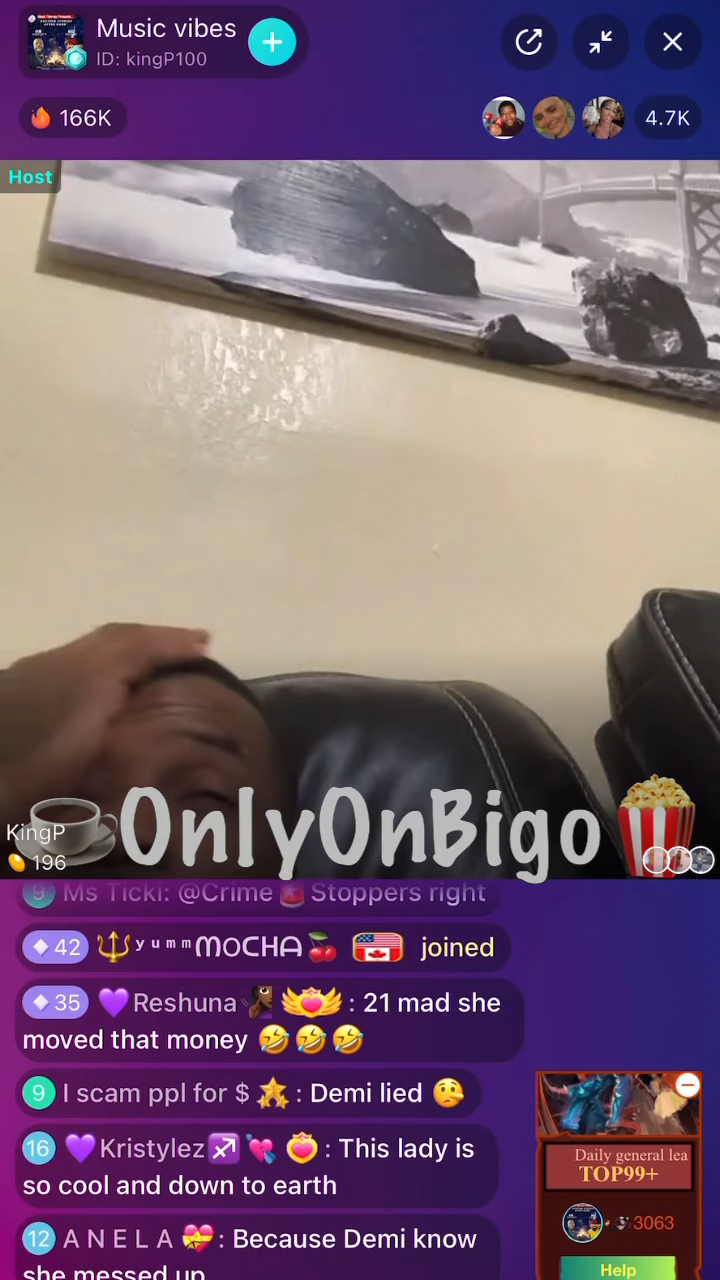 Music vibes
ID: kingP100
166K
4.7K
Host
OnlyOnBigo
KingP
196
9 Ms Ticki: @Crime Stoppers right
42 ʸᵘᵐᵐᗰOCHᗩ joined
35 Reshuna : 21 mad she
moved that money
9 I scam ppl for $ : Demi lied
16 Kristylez : This lady is
so cool and down to earth
12 A N E L A : Because Demi know
she messed up
Daily general lea
TOP99+
3063
Help